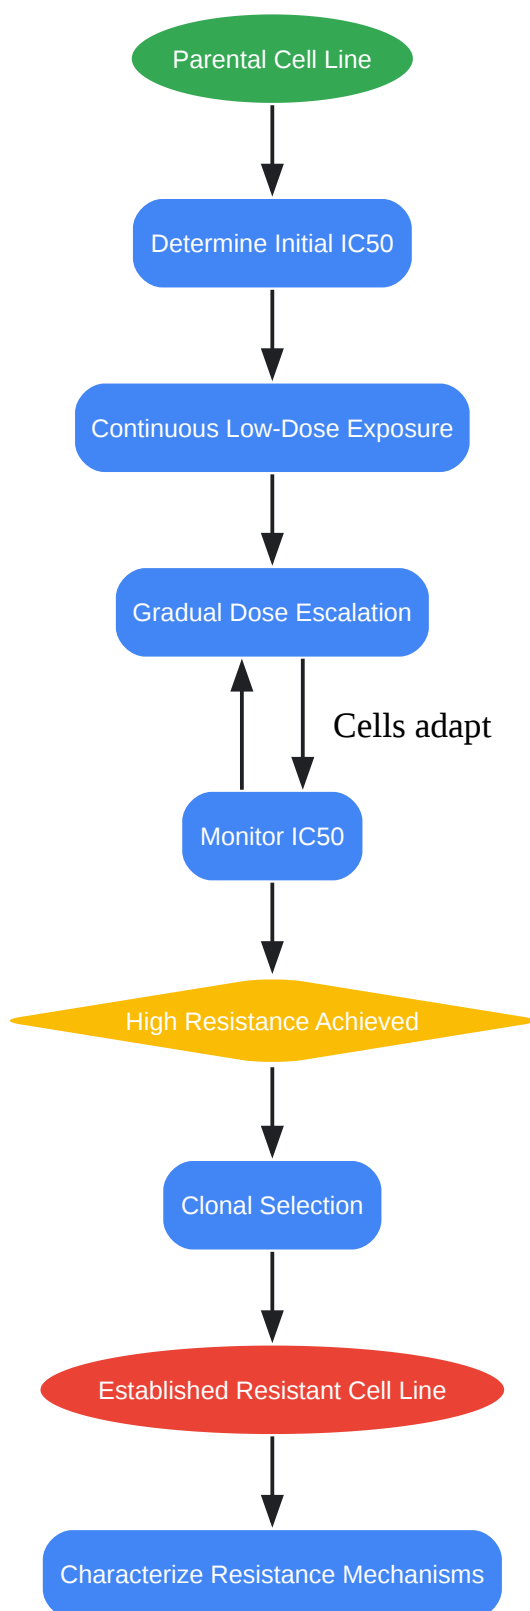 Parental Cell Line
Determine Initial IC50
Continuous Low-Dose Exposure
Gradual Dose Escalation
Cells adapt
Monitor IC50
High Resistance Achieved
Clonal Selection
Established Resistant Cell Line
Characterize Resistance Mechanisms